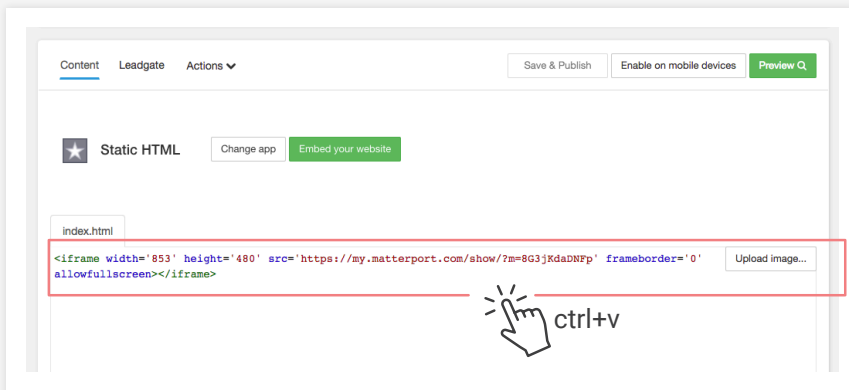 Content Leadgate Actions Save & Publish Enable on mobile devices Preview
Static HTML Change app Embed your website
index.html
<iframe width='853' height='480' src='https://my.matterport.com/show/?m=8G3jKdaDNFp' frameborder='0' Upload image...
allowfullscreen></iframe>
ctrl+v